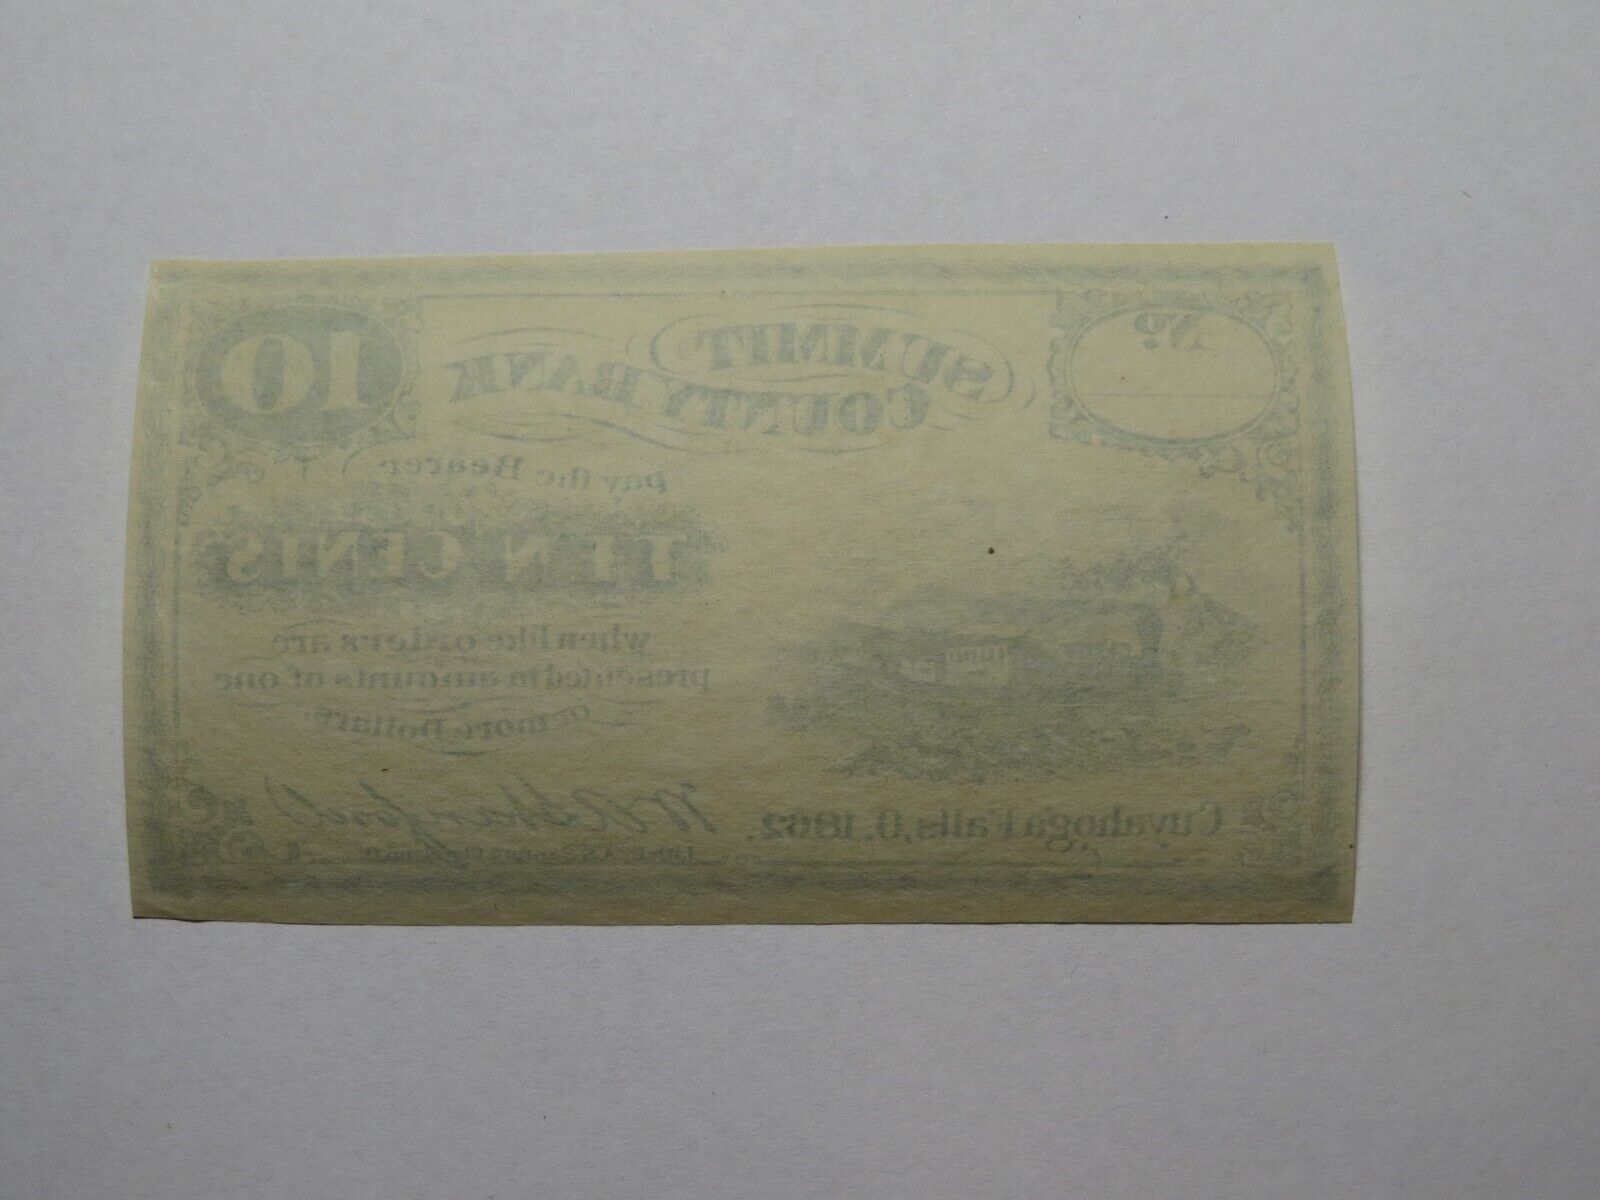 No.
SUMMIT
COUNTY BANK
10
pay the Bearer
TEN CENTS
when like orders are
presented in amounts of one
or more Dollars.
Cuyahoga Falls, O. 1862.